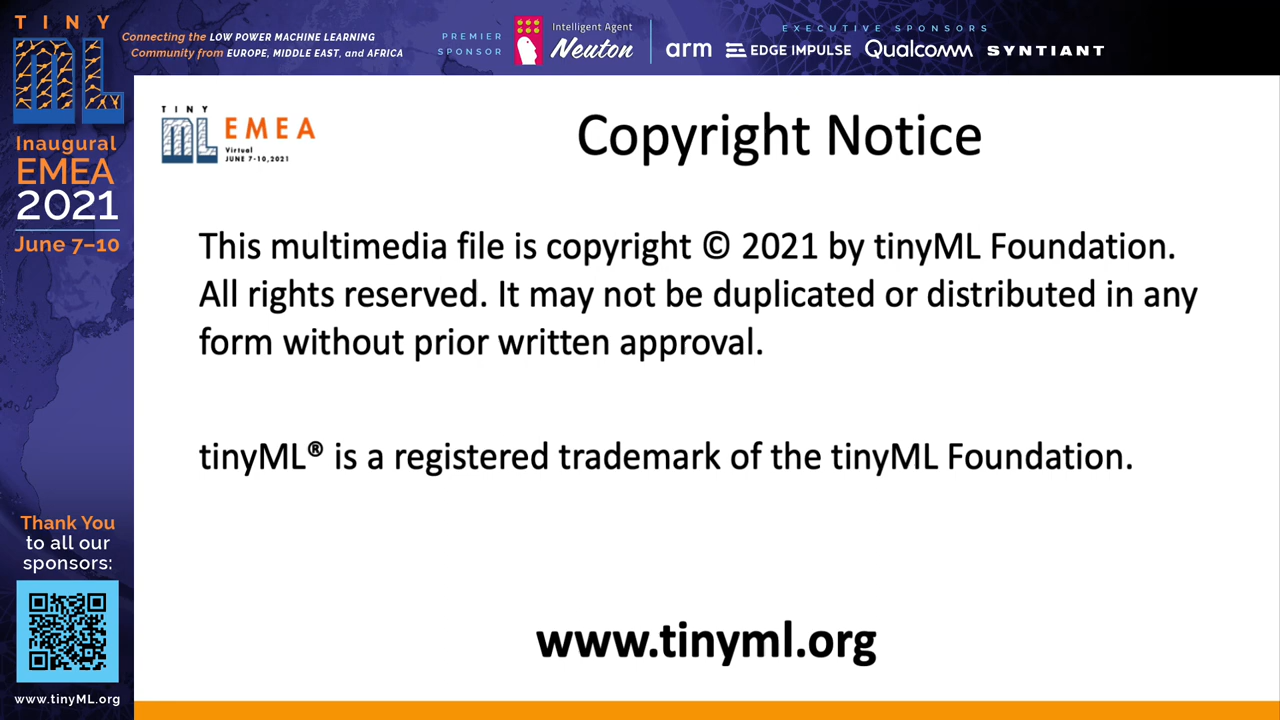 TINY
ML
Connecting the LOW POWER MACHINE LEARNING
Community from EUROPE, MIDDLE EAST, and AFRICA
PREMIER
SPONSOR
Intelligent Agent
Neuton
EXECUTIVE SPONSORS
arm
EDGE IMPULSE
Qualcomm
SYNTIANT
Inaugural
EMEA
2021
June 7–10
TINY
ML EMEA
Virtual
JUNE 7-10,2021
Copyright Notice
This multimedia file is copyright © 2021 by tinyML Foundation.
All rights reserved. It may not be duplicated or distributed in any
form without prior written approval.
tinyML® is a registered trademark of the tinyML Foundation.
www.tinyml.org
Thank You
to all our
sponsors:
www.tinyML.org